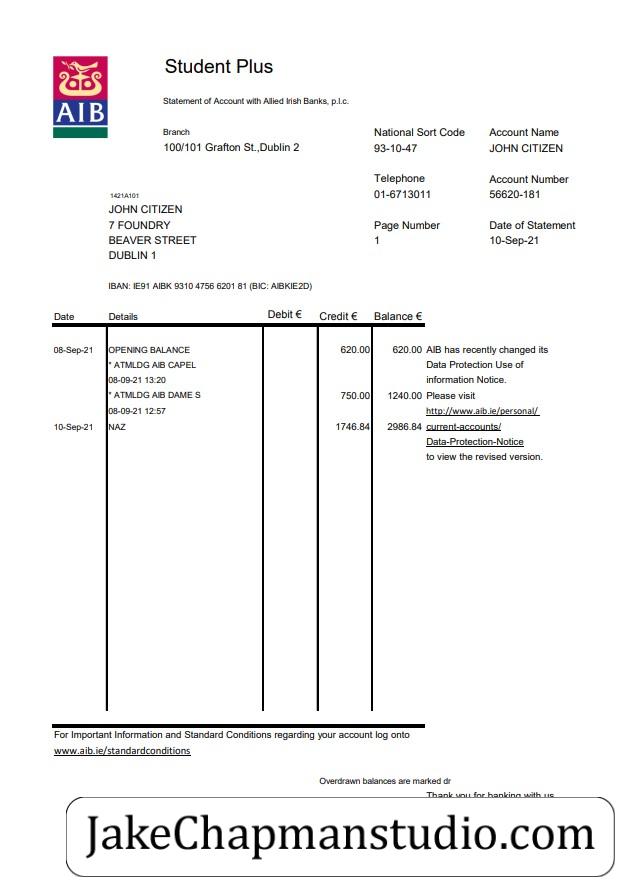 AIB
Student Plus
Statement of Account with Allied Irish Banks, p.l.c.
Branch
100/101 Grafton St.,Dublin 2
National Sort Code
93-10-47
Account Name
JOHN CITIZEN
Telephone
01-6713011
Account Number
56620-181
Page Number
1
Date of Statement
10-Sep-21
1421A101
JOHN CITIZEN
7 FOUNDRY
BEAVER STREET
DUBLIN 1
IBAN: IE91 AIBK 9310 4756 6201 81 (BIC: AIBKIE2D)
Date Details Debit € Credit € Balance €
08-Sep-21 OPENING BALANCE 620.00 620.00
* ATMLDG AIB CAPEL
08-09-21 13:20
* ATMLDG AIB DAME S 750.00 1240.00
08-09-21 12:57
10-Sep-21 NAZ 1746.84 2986.84
AIB has recently changed its
Data Protection Use of
information Notice.
Please visit
http://www.aib.ie/personal/
current-accounts/
Data-Protection-Notice
to view the revised version.
For Important Information and Standard Conditions regarding your account log onto
www.aib.ie/standardconditions
Overdrawn balances are marked dr
Thank you for banking with us
JakeChapmanstudio.com